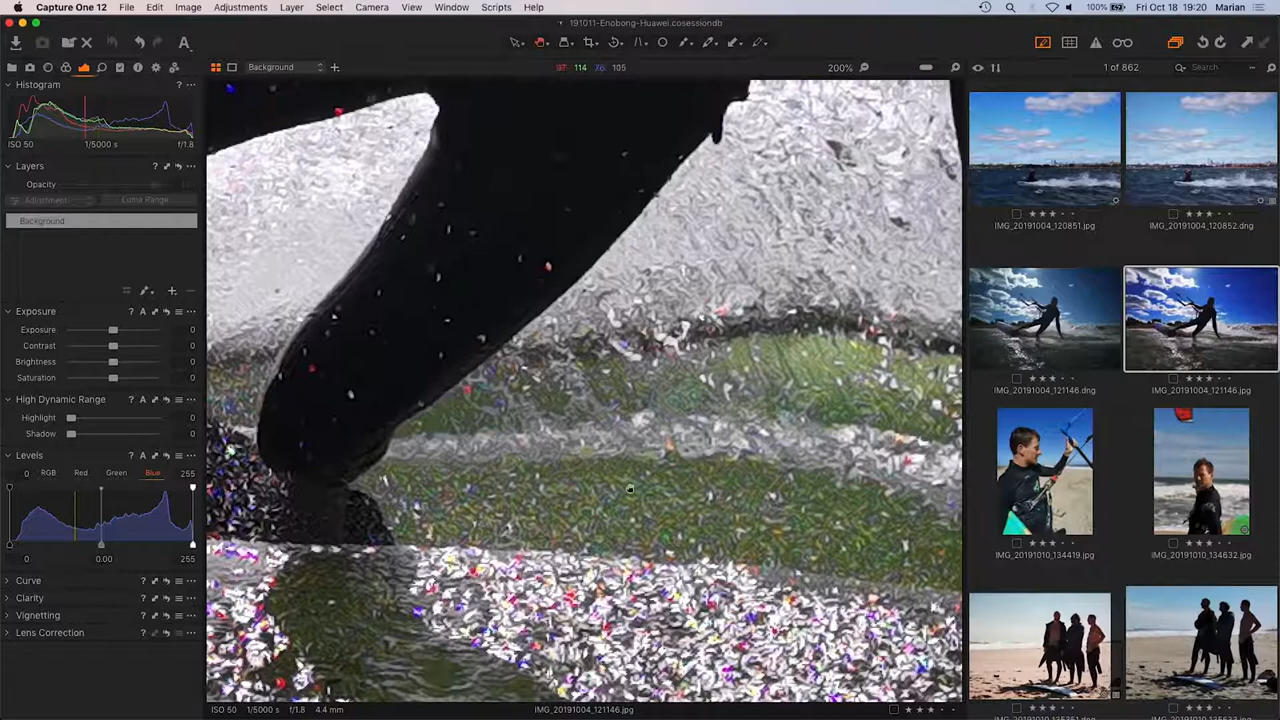 Capture One 12 File Edit Image Adjustments Layer Select Camera View Window Scripts Help 100% Fri Oct 18 19:20 Marian
191011-Enobong-Huawei.cosessiondb
Background
97 114 76 105
200%
1 of 862
Search
Histogram
ISO 50 1/5000 s f/1.8
Layers
Opacity
Adjustment Luma Range
Background
Exposure
Exposure 0
Contrast 0
Brightness 0
Saturation 0
High Dynamic Range
Highlight 0
Shadow 0
Levels
0 RGB Red Green Blue 255
0 0.00 255
Curve
Clarity
Vignetting
Lens Correction
ISO 50 1/5000 s f/1.8 4.4 mm
IMG_20191004_121146.jpg
IMG_20191004_120851.jpg
IMG_20191004_120852.dng
IMG_20191004_121146.dng
IMG_20191004_121146.jpg
IMG_20191010_134419.jpg
IMG_20191010_134632.jpg